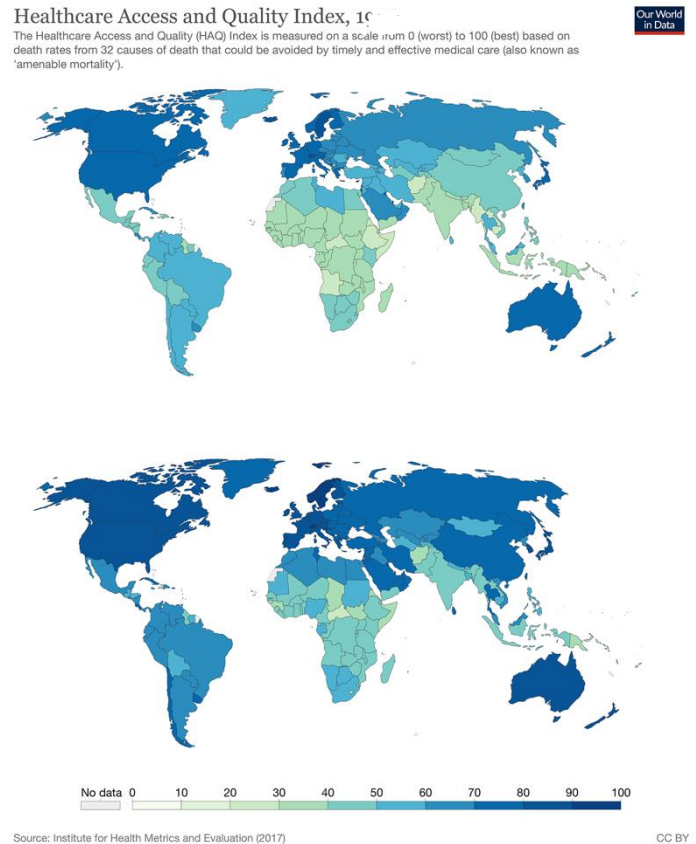 Healthcare Access and Quality Index,
Our World
in Data
The Healthcare Access and Quality (HAQ) Index is measured on a scale from 0 (worst) to 100 (best) based on
death rates from 32 causes of death that could be avoided by timely and effective medical care (also known as
'amenable mortality').
No data 0 10 20 30 40 50 60 70 80 90 100
Source: Institute for Health Metrics and Evaluation (2017)
CC BY